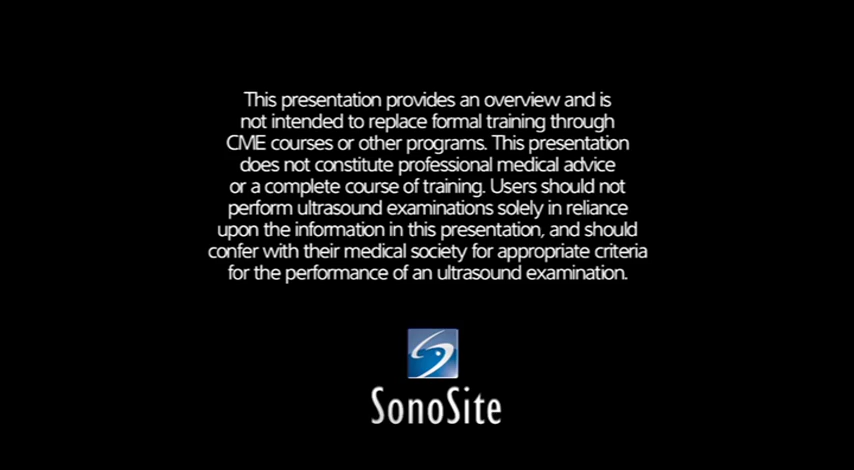 This presentation provides an overview and is
not intended to replace formal training through
CME courses or other programs. This presentation
does not constitute professional medical advice
or a complete course of training. Users should not
perform ultrasound examinations solely in reliance
upon the information in this presentation, and should
confer with their medical society for appropriate criteria
for the performance of an ultrasound examination.
SonoSite